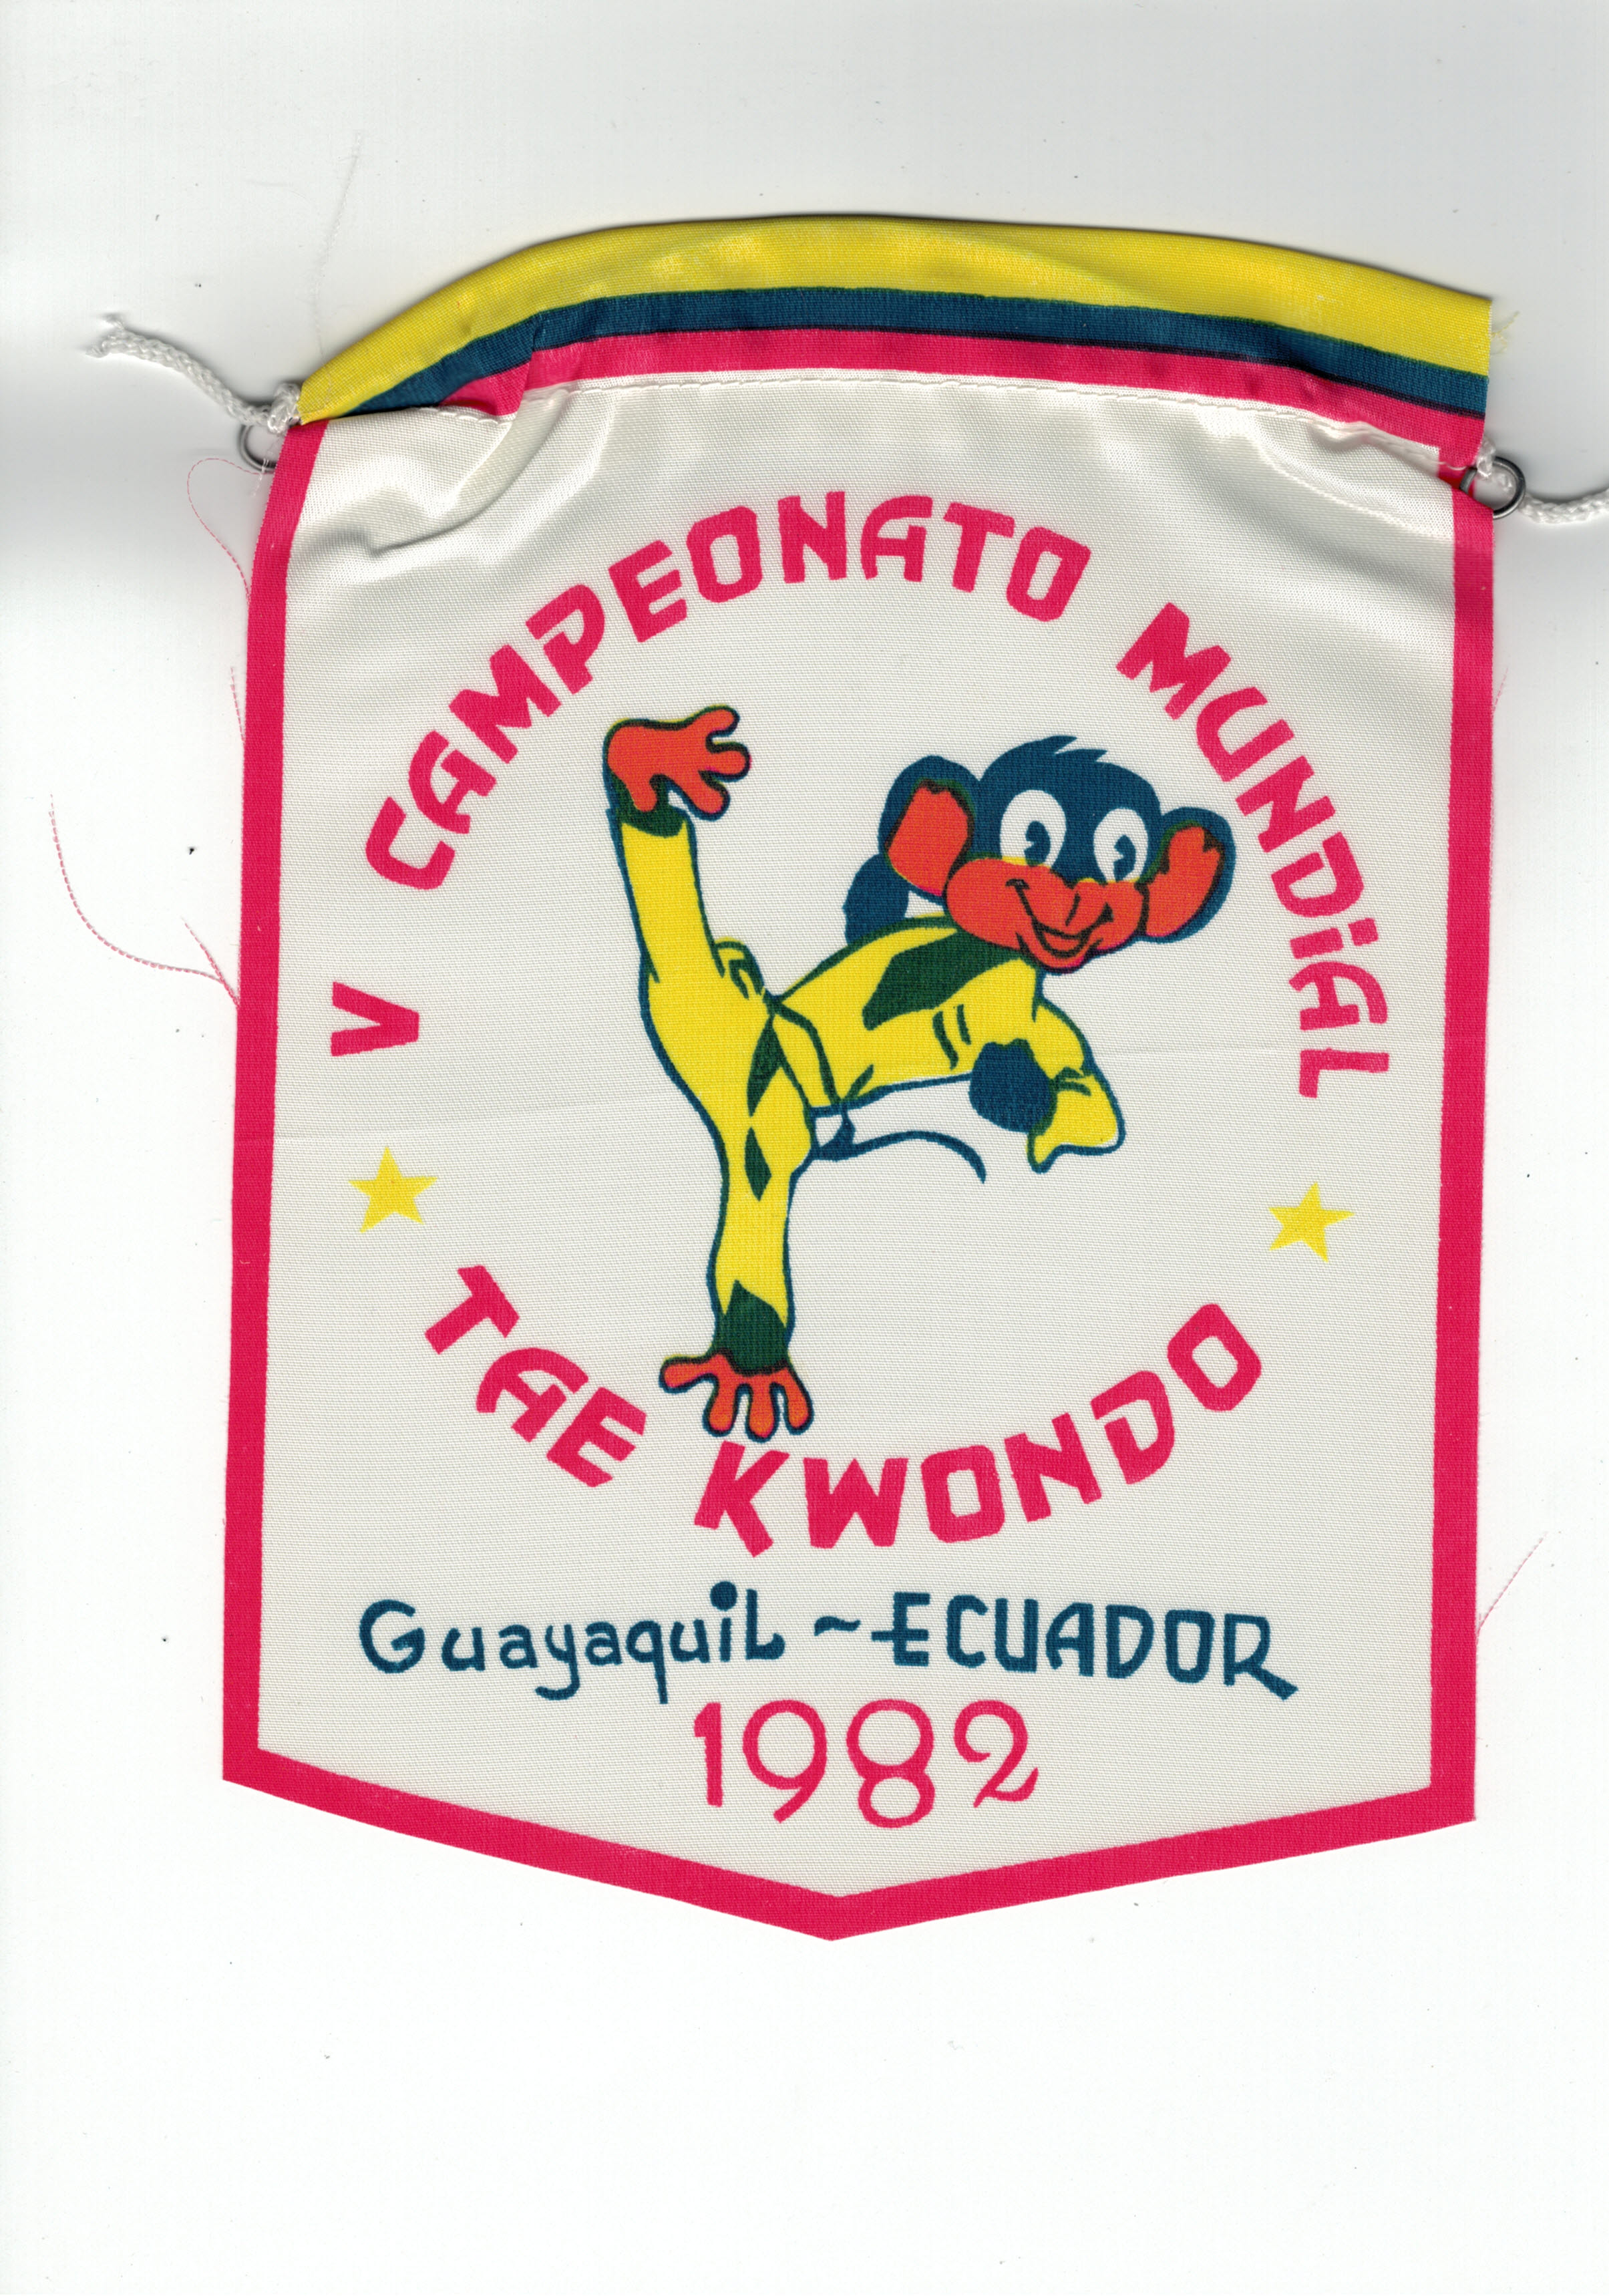 V CAMPEONATO MUNDiAL
TAE KWONDO
GuayaquiL ~ ECUADOR
1982